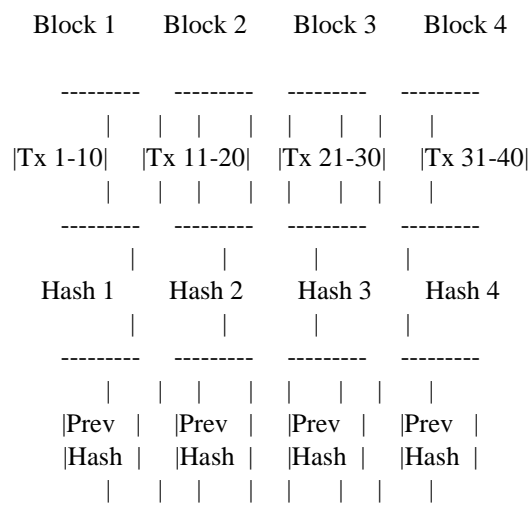 Block 1 Block 2 Block 3 Block 4
--------- --------- --------- ---------
| | | | | | | |
|Tx 1-10| |Tx 11-20| |Tx 21-30| |Tx 31-40|
| | | | | | | |
--------- --------- --------- ---------
| | | |
Hash 1 Hash 2 Hash 3 Hash 4
| | | |
--------- --------- --------- ---------
| | | | | | | |
|Prev | |Prev | |Prev | |Prev |
|Hash | |Hash | |Hash | |Hash |
| | | | | | | |